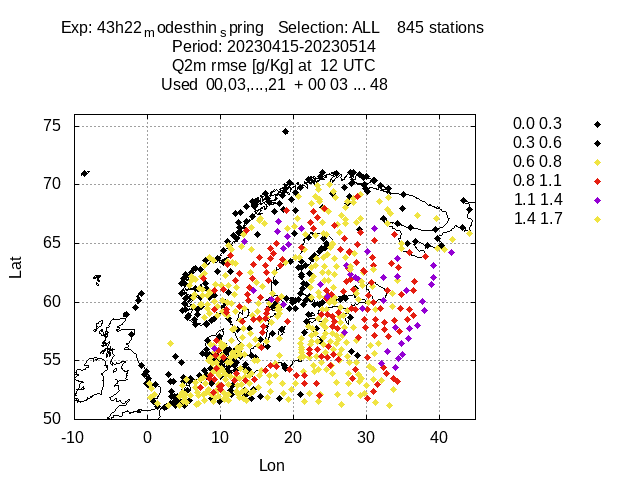 Exp: 43h22modesthinspring Selection: ALL 845 stations
Period: 20230415-20230514
Q2m rmse [g/Kg] at 12 UTC
Used 00,03,...,21 + 00 03 ... 48
0.0 0.3
0.3 0.6
0.6 0.8
0.8 1.1
1.1 1.4
1.4 1.7
75
70
65
60
55
50
Lat
-10 0 10 20 30 40
Lon